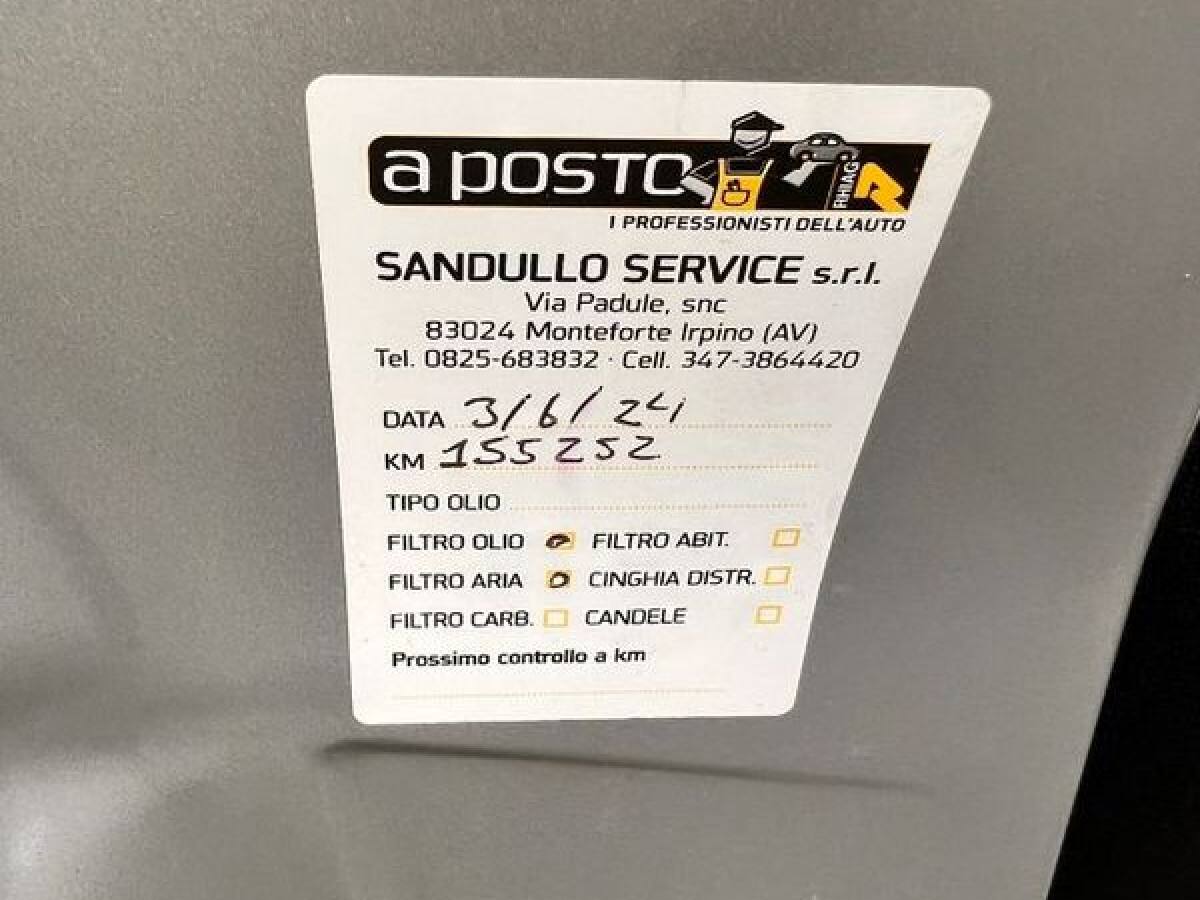 a posto
RHIAG
I PROFESSIONISTI DELL'AUTO
SANDULLO SERVICE s.r.l.
Via Padule, snc
83024 Monteforte Irpino (AV)
Tel. 0825-683832 · Cell. 347-3864420
DATA 3/6/24
KM 155252
TIPO OLIO
FILTRO OLIO FILTRO ABIT.
FILTRO ARIA CINGHIA DISTR.
FILTRO CARB. CANDELE
Prossimo controllo a km